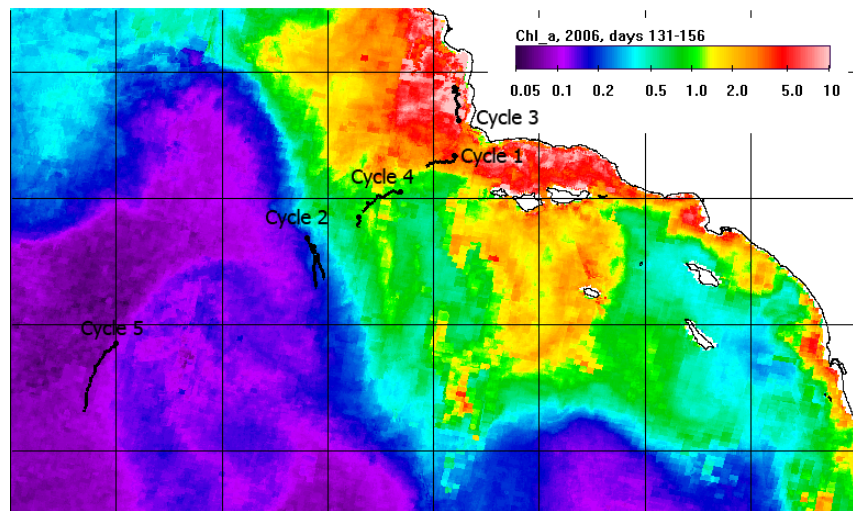 Chl_a, 2006, days 131-156
0.05 0.1 0.2 0.5 1.0 2.0 5.0 10
Cycle 3
Cycle 1
Cycle 4
Cycle 2
Cycle 5